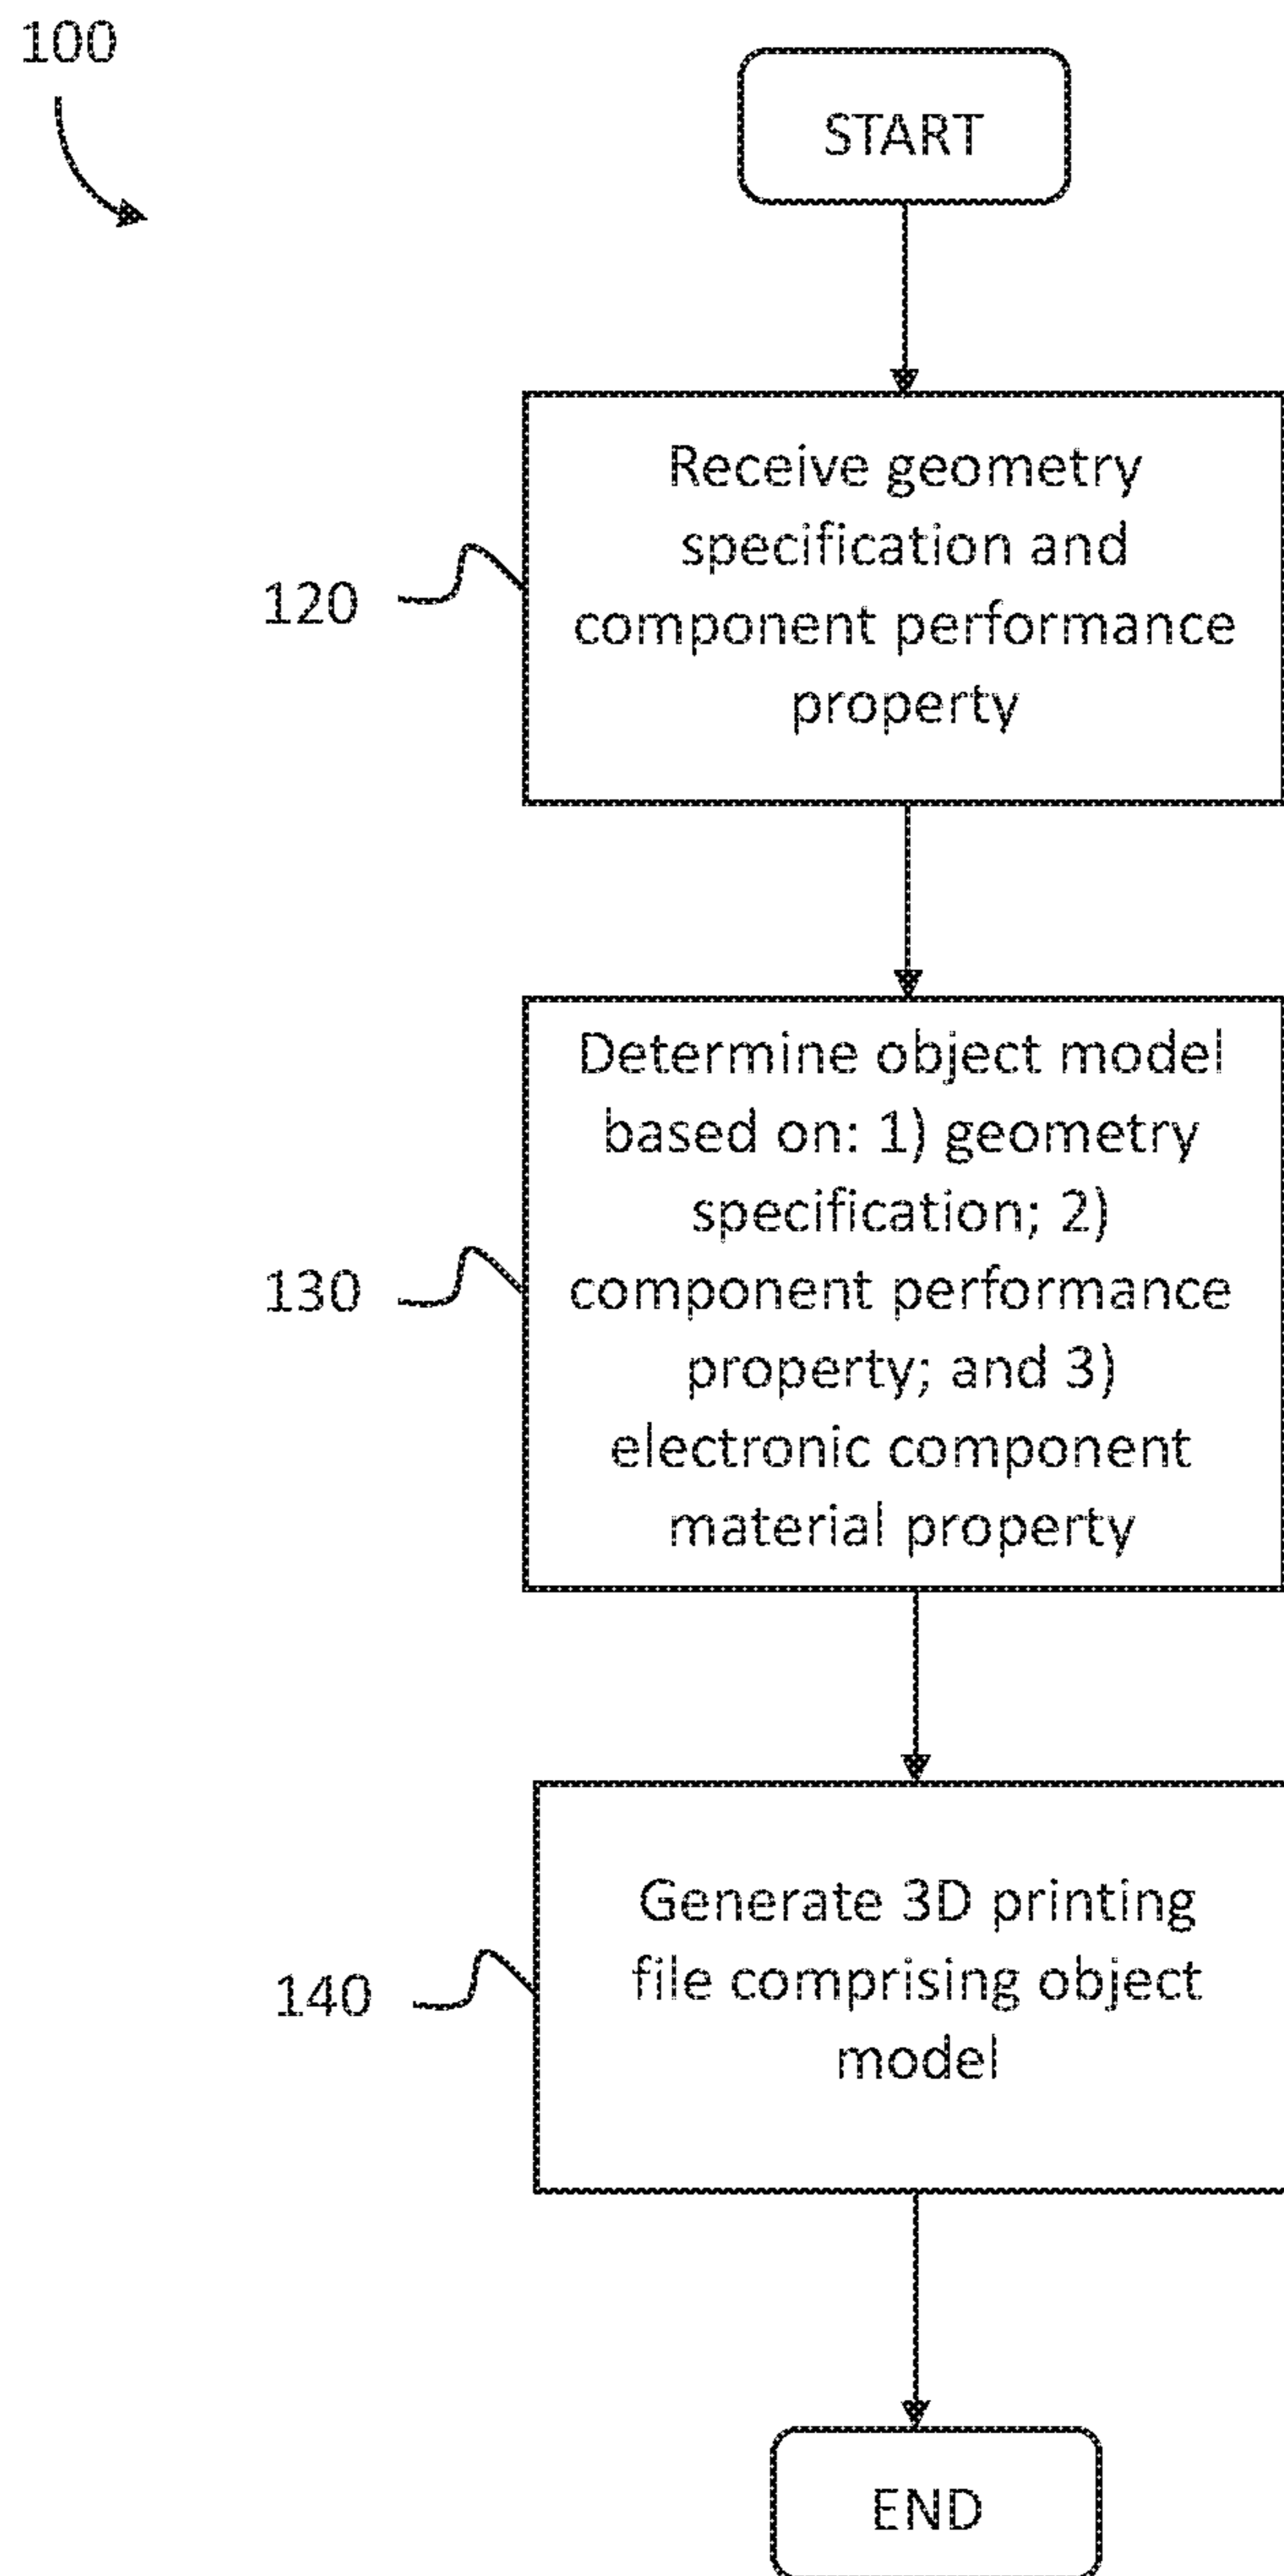 100
START
Receive geometry
specification and
component performance
property
120
Determine object model
based on: 1) geometry
specification; 2)
component performance
property; and 3)
electronic component
material property
130
Generate 3D printing
file comprising object
model
140
END